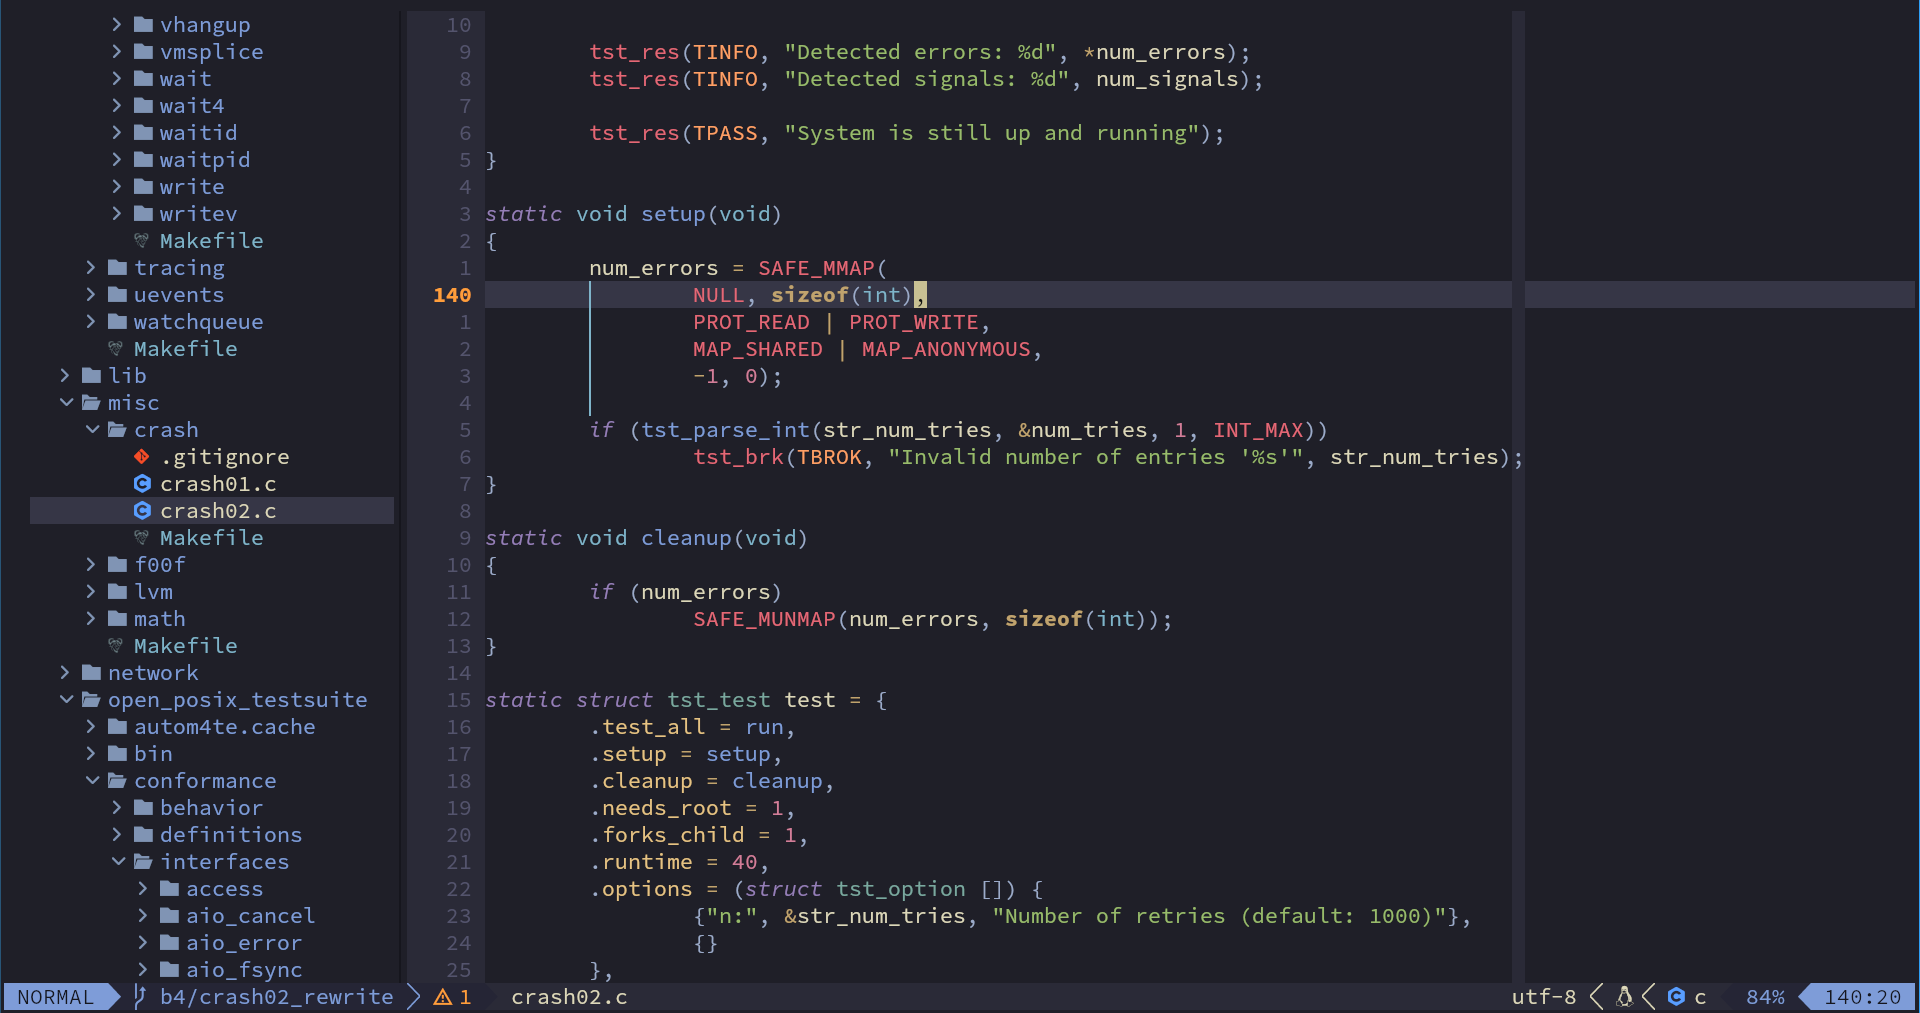 vhangup
vmsplice
wait
wait4
waitid
waitpid
write
writev
Makefile
tracing
uevents
watchqueue
Makefile
lib
misc
crash
.gitignore
crash01.c
crash02.c
Makefile
f00f
lvm
math
Makefile
network
open_posix_testsuite
autom4te.cache
bin
conformance
behavior
definitions
interfaces
access
aio_cancel
aio_error
aio_fsync
10
9         tst_res(TINFO, "Detected errors: %d", *num_errors);
8         tst_res(TINFO, "Detected signals: %d", num_signals);
7
6         tst_res(TPASS, "System is still up and running");
5 }
4
3 static void setup(void)
2 {
1         num_errors = SAFE_MMAP(
140                 NULL, sizeof(int),
1                 PROT_READ | PROT_WRITE,
2                 MAP_SHARED | MAP_ANONYMOUS,
3                 -1, 0);
4
5         if (tst_parse_int(str_num_tries, &num_tries, 1, INT_MAX))
6                 tst_brk(TBROK, "Invalid number of entries '%s'", str_num_tries);
7 }
8
9 static void cleanup(void)
10 {
11         if (num_errors)
12                 SAFE_MUNMAP(num_errors, sizeof(int));
13 }
14
15 static struct tst_test test = {
16         .test_all = run,
17         .setup = setup,
18         .cleanup = cleanup,
19         .needs_root = 1,
20         .forks_child = 1,
21         .runtime = 40,
22         .options = (struct tst_option []) {
23                 {"n:", &str_num_tries, "Number of retries (default: 1000)"},
24                 {}
25         },
NORMAL b4/crash02_rewrite 1 crash02.c utf-8 c 84% 140:20